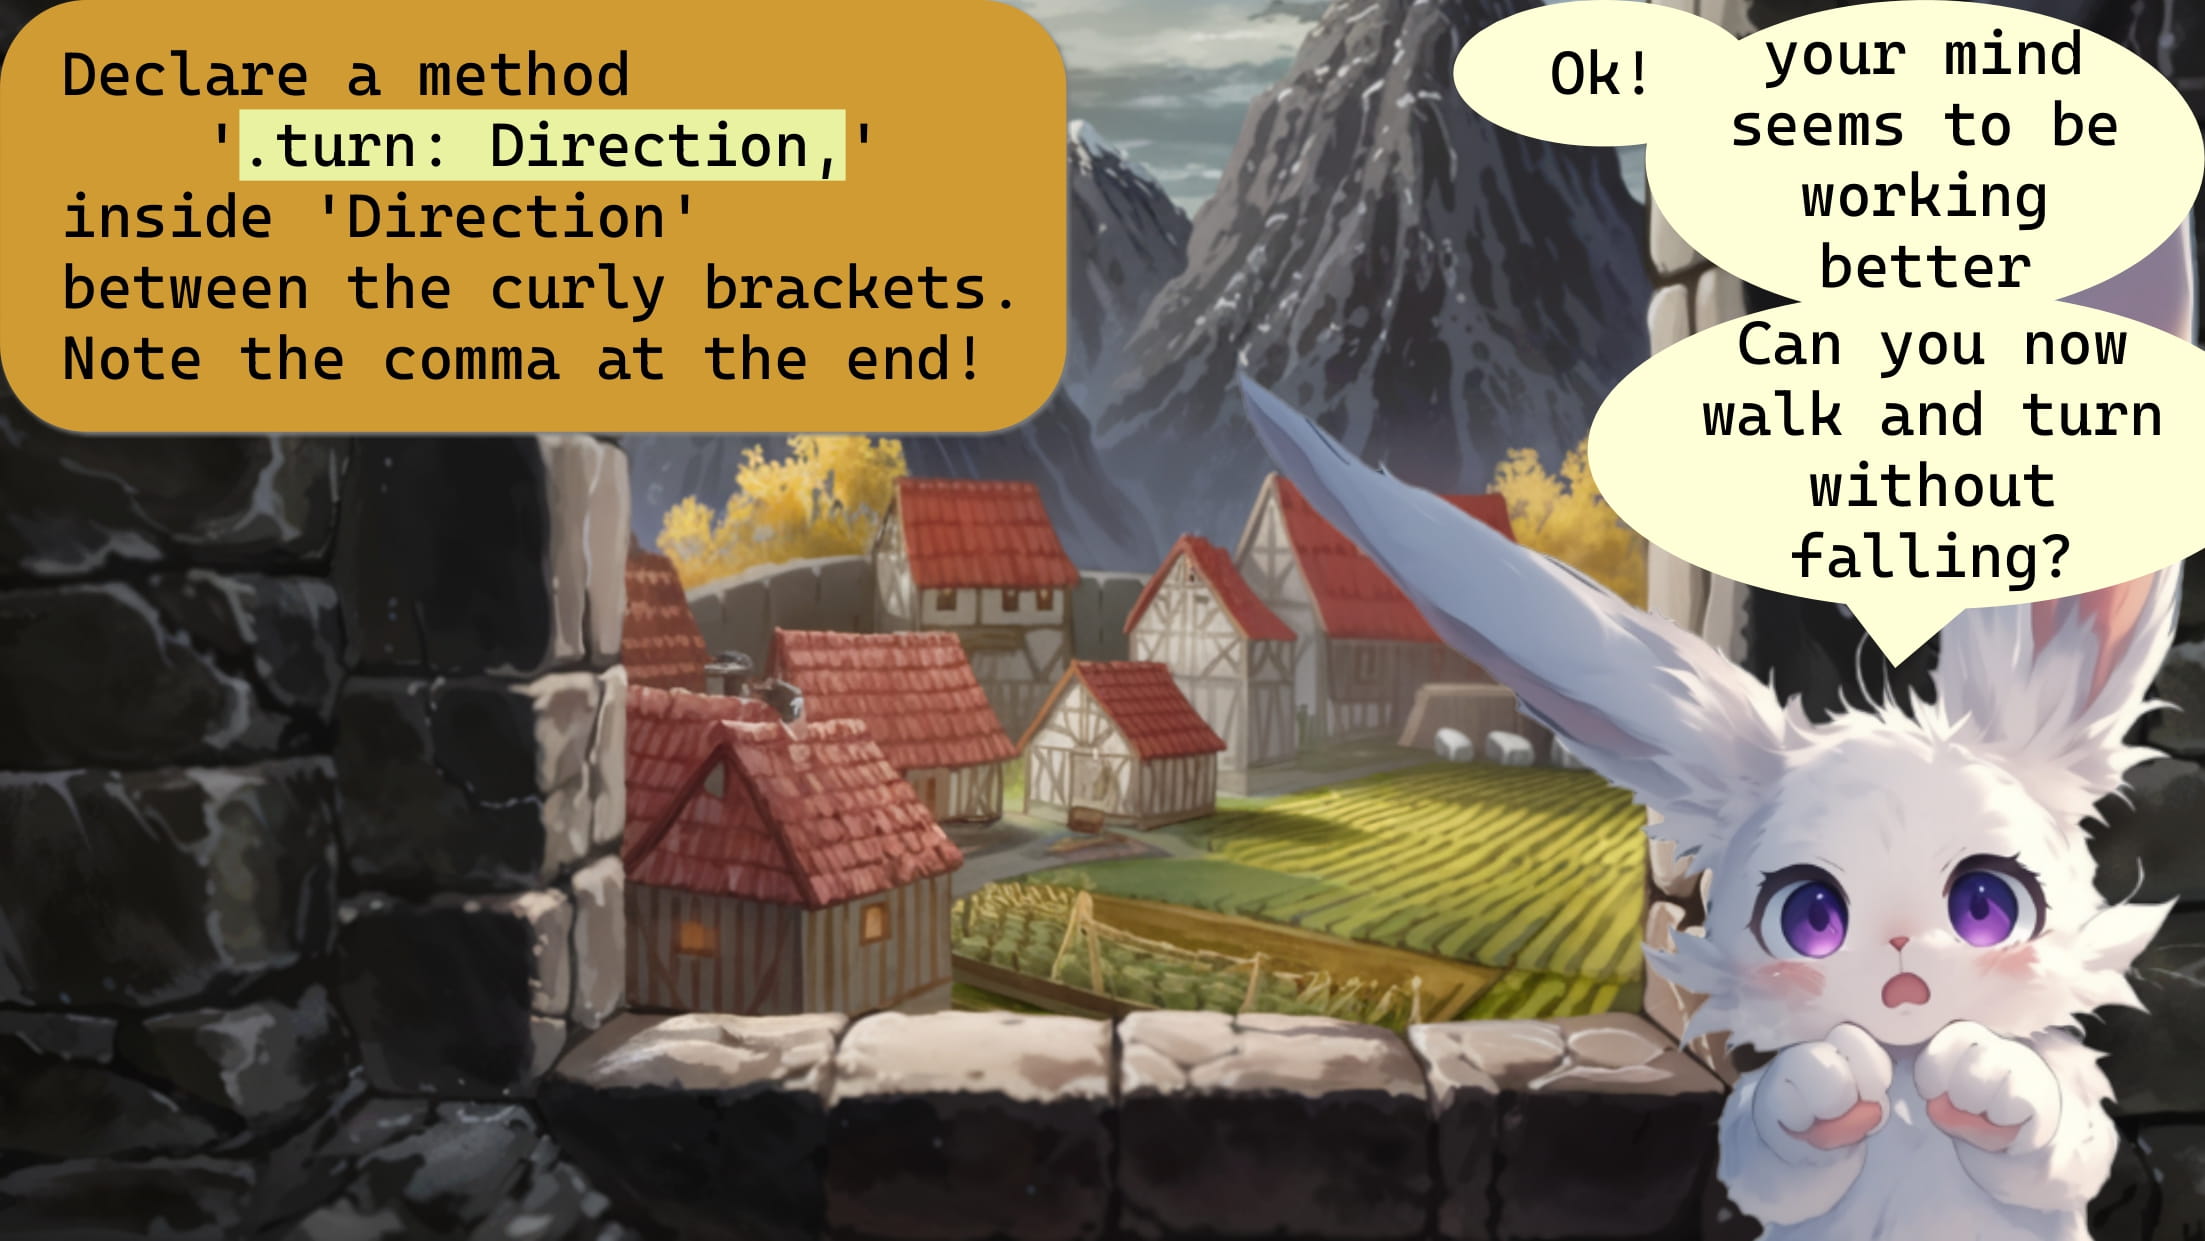 Declare a method
'.turn: Direction,'
inside 'Direction'
between the curly brackets.
Note the comma at the end!
Ok!
your mind
seems to be
working
better
Can you now
walk and turn
without
falling?